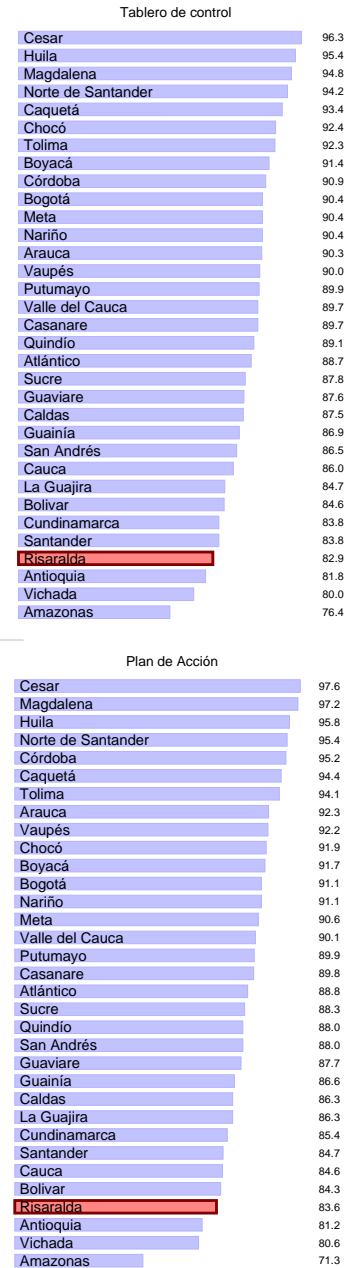 Tablero de control
Cesar 96.3
Huila 95.4
Magdalena 94.8
Norte de Santander 94.2
Caquetá 93.4
Chocó 92.4
Tolima 92.3
Boyacá 91.4
Córdoba 90.9
Bogotá 90.4
Meta 90.4
Nariño 90.4
Arauca 90.3
Vaupés 90.0
Putumayo 89.9
Valle del Cauca 89.7
Casanare 89.7
Quindío 89.1
Atlántico 88.7
Sucre 87.8
Guaviare 87.6
Caldas 87.5
Guainía 86.9
San Andrés 86.5
Cauca 86.0
La Guajira 84.7
Bolivar 84.6
Cundinamarca 83.8
Santander 83.8
Risaralda 82.9
Antioquia 81.8
Vichada 80.0
Amazonas 76.4
Plan de Acción
Cesar 97.6
Magdalena 97.2
Huila 95.8
Norte de Santander 95.4
Córdoba 95.2
Caquetá 94.4
Tolima 94.1
Arauca 92.3
Vaupés 92.2
Chocó 91.9
Boyacá 91.7
Bogotá 91.1
Nariño 91.1
Meta 90.6
Valle del Cauca 90.1
Putumayo 89.9
Casanare 89.8
Atlántico 88.8
Sucre 88.3
Quindío 88.0
San Andrés 88.0
Guaviare 87.7
Guainía 86.6
Caldas 86.3
La Guajira 86.3
Cundinamarca 85.4
Santander 84.7
Cauca 84.6
Bolivar 84.3
Risaralda 83.6
Antioquia 81.2
Vichada 80.6
Amazonas 71.3